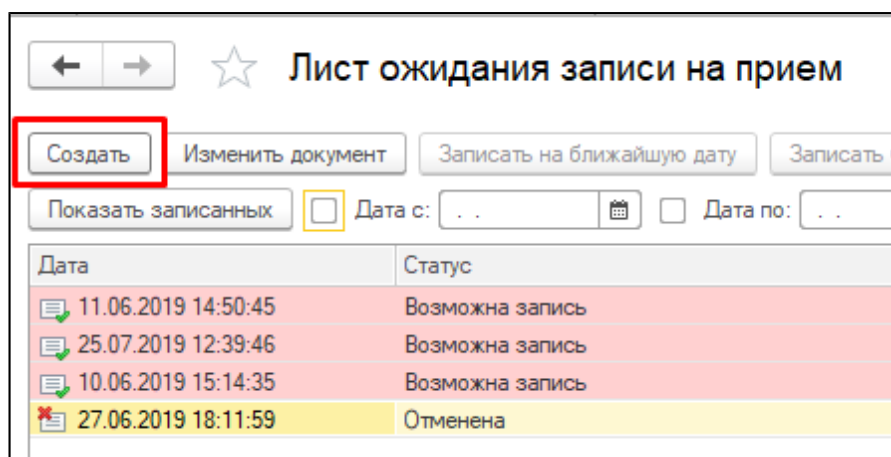 Лист ожидания записи на прием
Создать Изменить документ Записать на ближайшую дату Записать
Показать записанных Дата с: . . Дата по: . .
Дата Статус
11.06.2019 14:50:45 Возможна запись
25.07.2019 12:39:46 Возможна запись
10.06.2019 15:14:35 Возможна запись
27.06.2019 18:11:59 Отменена